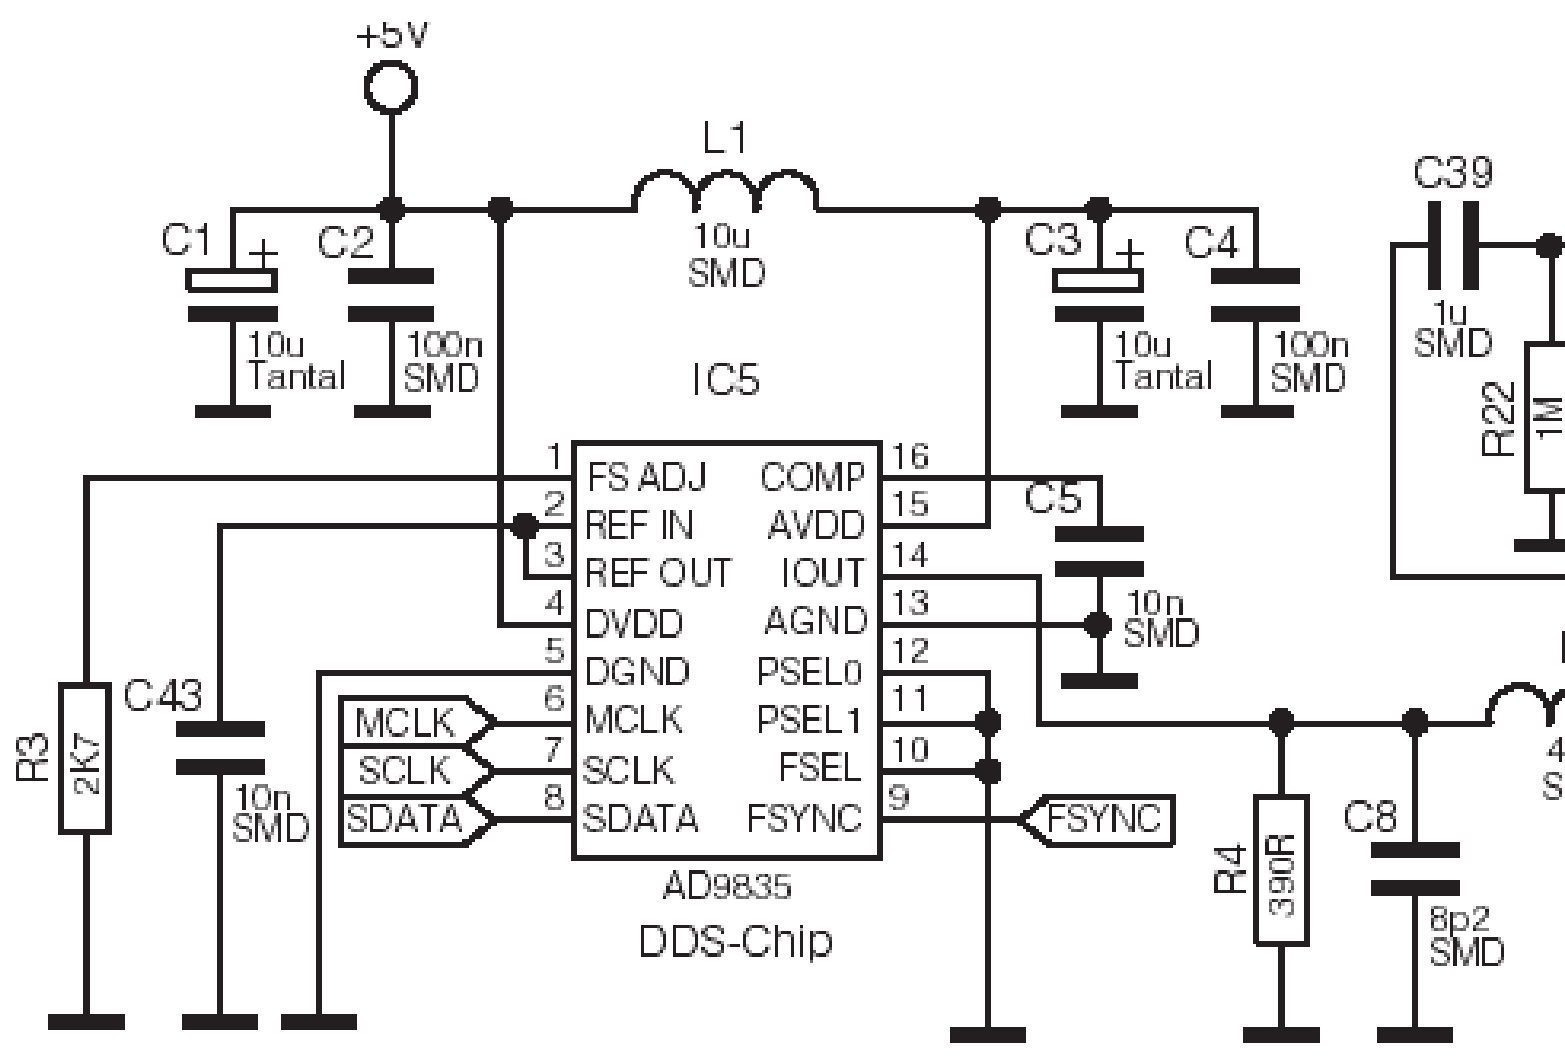 +5V
L1
10u
SMD
C1 +
10u
Tantal
C2
100n
SMD
C3 +
10u
Tantal
C4
100n
SMD
C39
1u
SMD
R22
1M
IC5
1 FS ADJ
2 REF IN
3 REF OUT
4 DVDD
5 DGND
6 MCLK
7 SCLK
8 SDATA
COMP 16
AVDD 15
IOUT 14
AGND 13
PSEL0 12
PSEL1 11
FSEL 10
FSYNC 9
AD9835
DDS-Chip
MCLK
SCLK
SDATA
FSYNC
C5
10n
SMD
R3
2K7
C43
10n
SMD
R4
390R
C8
8p2
SMD
4
S